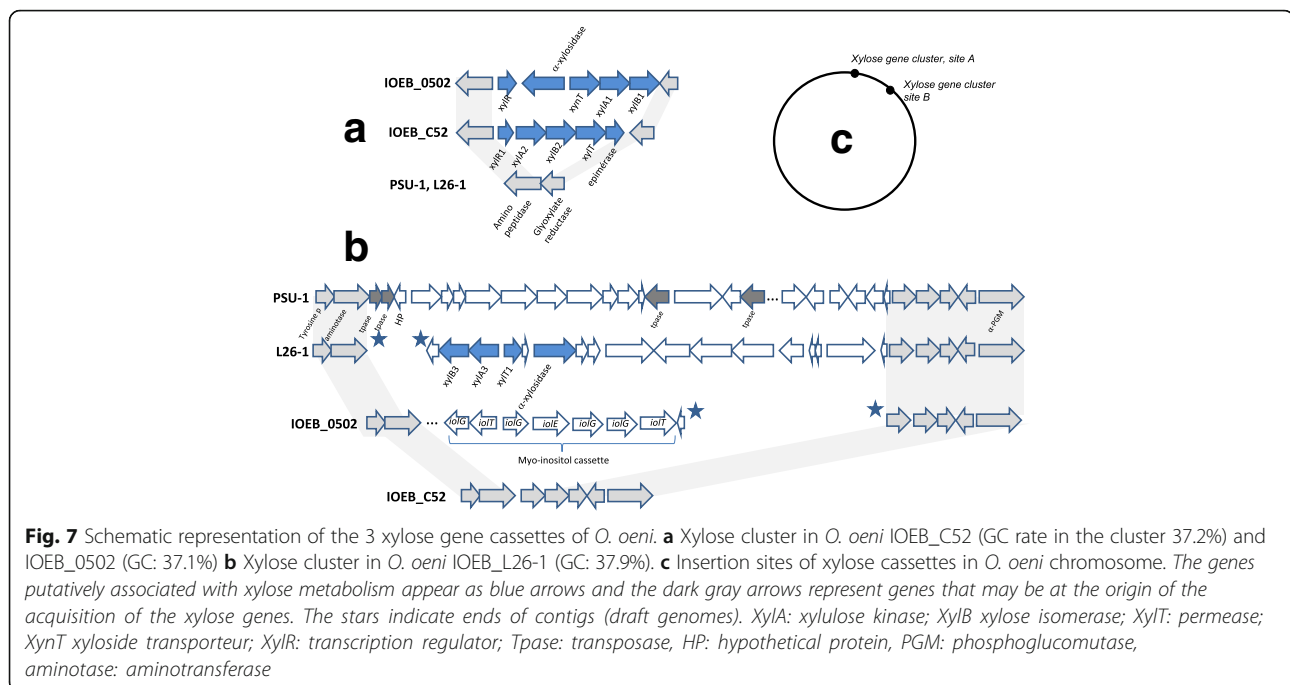 α-xylosidase
IOEB_0502
xylR
xynT
xylA1
xylB1
a
IOEB_C52
xylR1
xylA2
xylB2
xylT
epimérase
PSU-1, L26-1
Amino
peptidase
Glyoxylate
reductase
Xylose gene cluster, site A
Xylose gene cluster
site B
c
b
PSU-1
Tyrosine p
aminotase
tpase
tpase
HP
tpase
tpase
...
α-PGM
L26-1
xylB3
xylA3
xylT1
α-xylosidase
IOEB_0502
...
iolG iolT iolG iolE iolG iolG iolT
Myo-inositol cassette
IOEB_C52
Fig. 7 Schematic representation of the 3 xylose gene cassettes of O. oeni. a Xylose cluster in O. oeni IOEB_C52 (GC rate in the cluster 37.2%) and
IOEB_0502 (GC: 37.1%) b Xylose cluster in O. oeni IOEB_L26-1 (GC: 37.9%). c Insertion sites of xylose cassettes in O. oeni chromosome. The genes
putatively associated with xylose metabolism appear as blue arrows and the dark gray arrows represent genes that may be at the origin of the
acquisition of the xylose genes. The stars indicate ends of contigs (draft genomes). XylA: xylulose kinase; XylB xylose isomerase; XylT: permease;
XynT xyloside transporteur; XylR: transcription regulator; Tpase: transposase, HP: hypothetical protein, PGM: phosphoglucomutase,
aminotase: aminotransferase